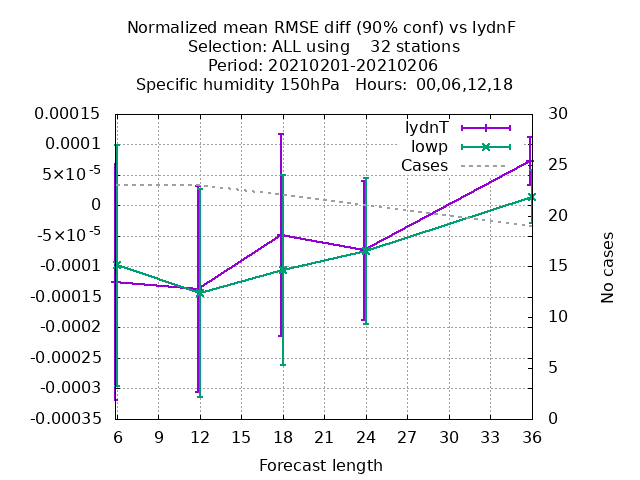 Normalized mean RMSE diff (90% conf) vs lydnF
Selection: ALL using    32 stations
Period: 20210201-20210206
Specific humidity 150hPa   Hours: 00,06,12,18
0.00015
0.0001
5×10⁻⁵
0
-5×10⁻⁵
-0.0001
-0.00015
-0.0002
-0.00025
-0.0003
-0.00035
lydnT
lowp
Cases
30
25
20
15
10
5
0
No cases
6 9 12 15 18 21 24 27 30 33 36
Forecast length